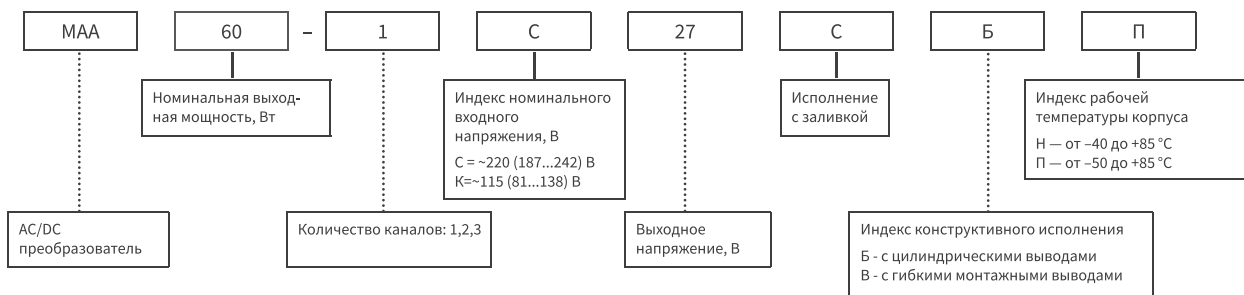 МАА 60 – 1 С 27 С Б П
Номинальная выход-
ная мощность, Вт
Индекс номинального
входного
напряжения, В
С = ~220 (187...242) В
К=~115 (81...138) В
Исполнение
с заливкой
Индекс рабочей
температуры корпуса
Н — от –40 до +85 °С
П — от –50 до +85 °С
AC/DC
преобразователь
Количество каналов: 1,2,3
Выходное
напряжение, В
Индекс конструктивного исполнения
Б - с цилиндрическими выводами
В - с гибкими монтажными выводами